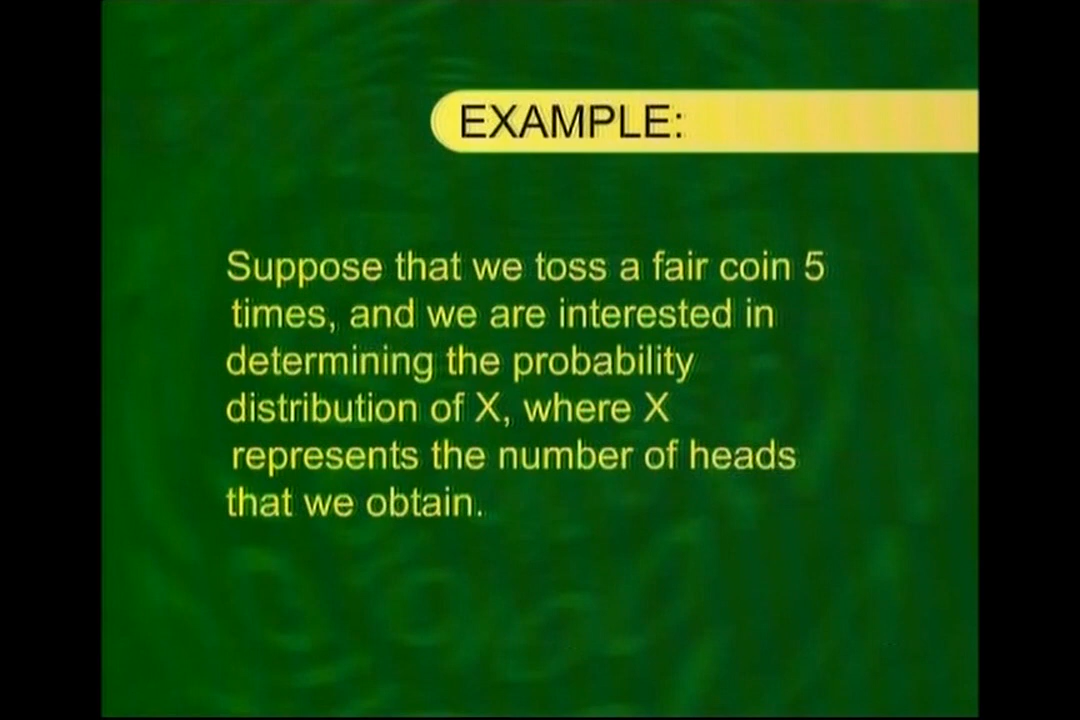 EXAMPLE:
Suppose that we toss a fair coin 5
times, and we are interested in
determining the probability
distribution of X, where X
represents the number of heads
that we obtain.